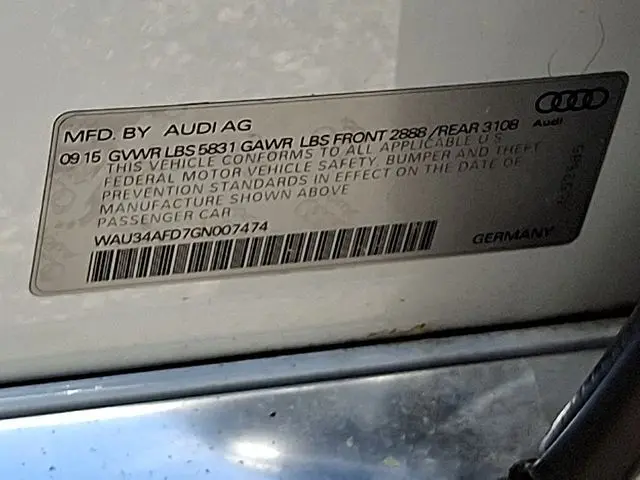 MFD. BY AUDI AG
09 15 GVWR LBS 5831 GAWR LBS FRONT 2888 /REAR 3108
Audi
THIS VEHICLE CONFORMS TO ALL APPLICABLE U S
FEDERAL MOTOR VEHICLE SAFETY, BUMPER AND THEFT
PREVENTION STANDARDS IN EFFECT ON THE DATE OF
MANUFACTURE SHOWN ABOVE
PASSENGER CAR
WAU34AFD7GN007474
GERMANY